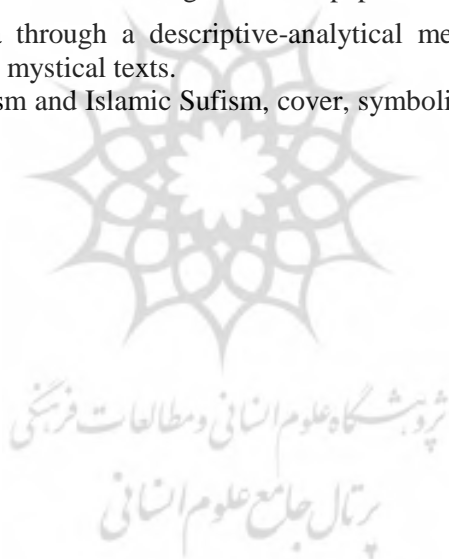 through a descriptive-analytical me
mystical texts.
sm and Islamic Sufism, cover, symboli
پژوهشگاه علوم انسانی و مطالعات فرهنگی
پرتال جامع علوم انسانی